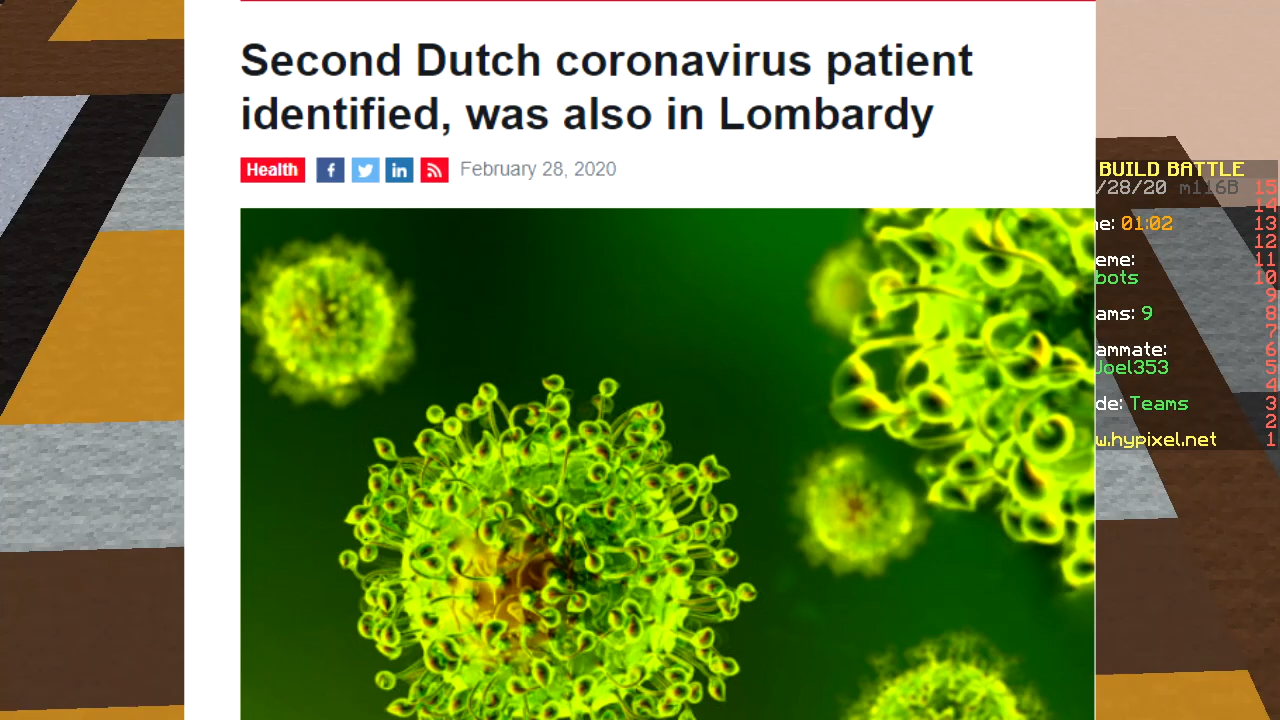 Second Dutch coronavirus patient
identified, was also in Lombardy
Health f in February 28, 2020
BUILD BATTLE
/28/20 m116B 15
14
e: 01:02 13
12
eme: 11
bots 10
9
ams: 9 8
7
ammate: 6
Joel353 5
4
de: Teams 3
2
w.hypixel.net 1